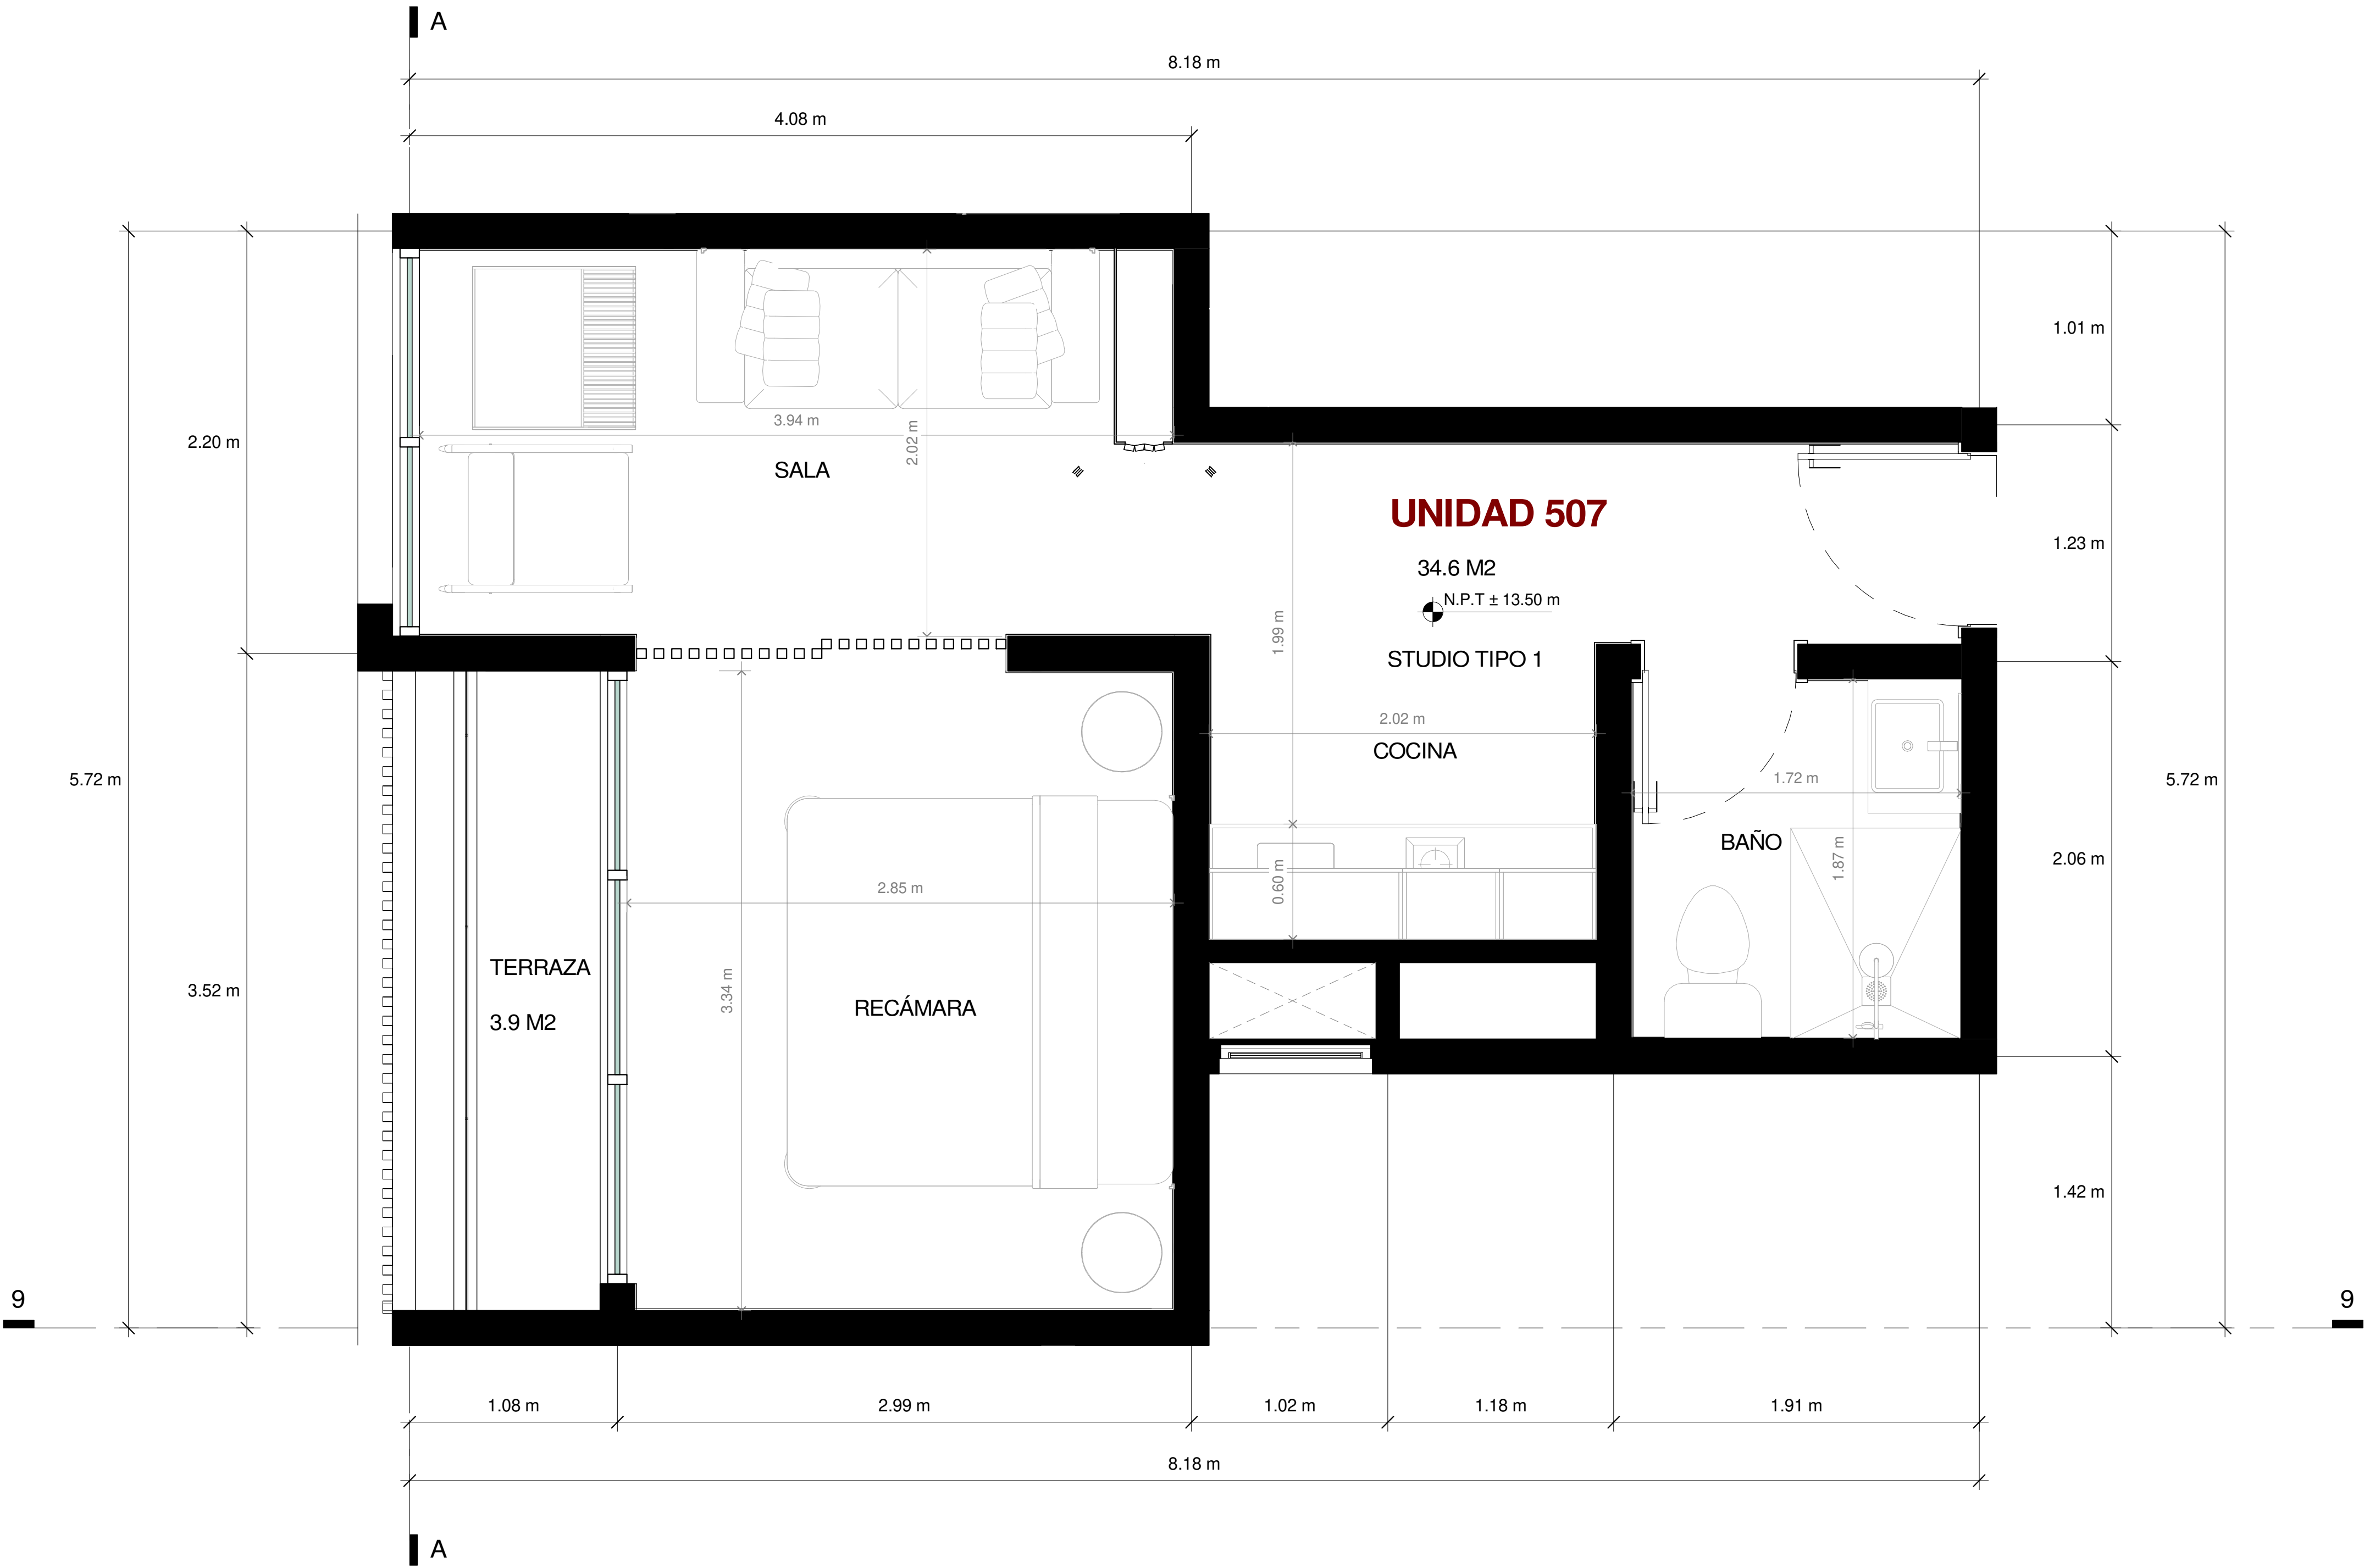 A
8.18 m
4.08 m
1.01 m
3.94 m
2.02 m
2.20 m
SALA
UNIDAD 507
1.23 m
34.6 M2
N.P.T ± 13.50 m
1.99 m
STUDIO TIPO 1
2.02 m
COCINA
5.72 m
1.72 m
5.72 m
BAÑO
1.87 m
2.06 m
2.85 m
0.60 m
TERRAZA
3.34 m
3.52 m
RECÁMARA
3.9 M2
1.42 m
9
9
1.08 m
2.99 m
1.02 m
1.18 m
1.91 m
8.18 m
A